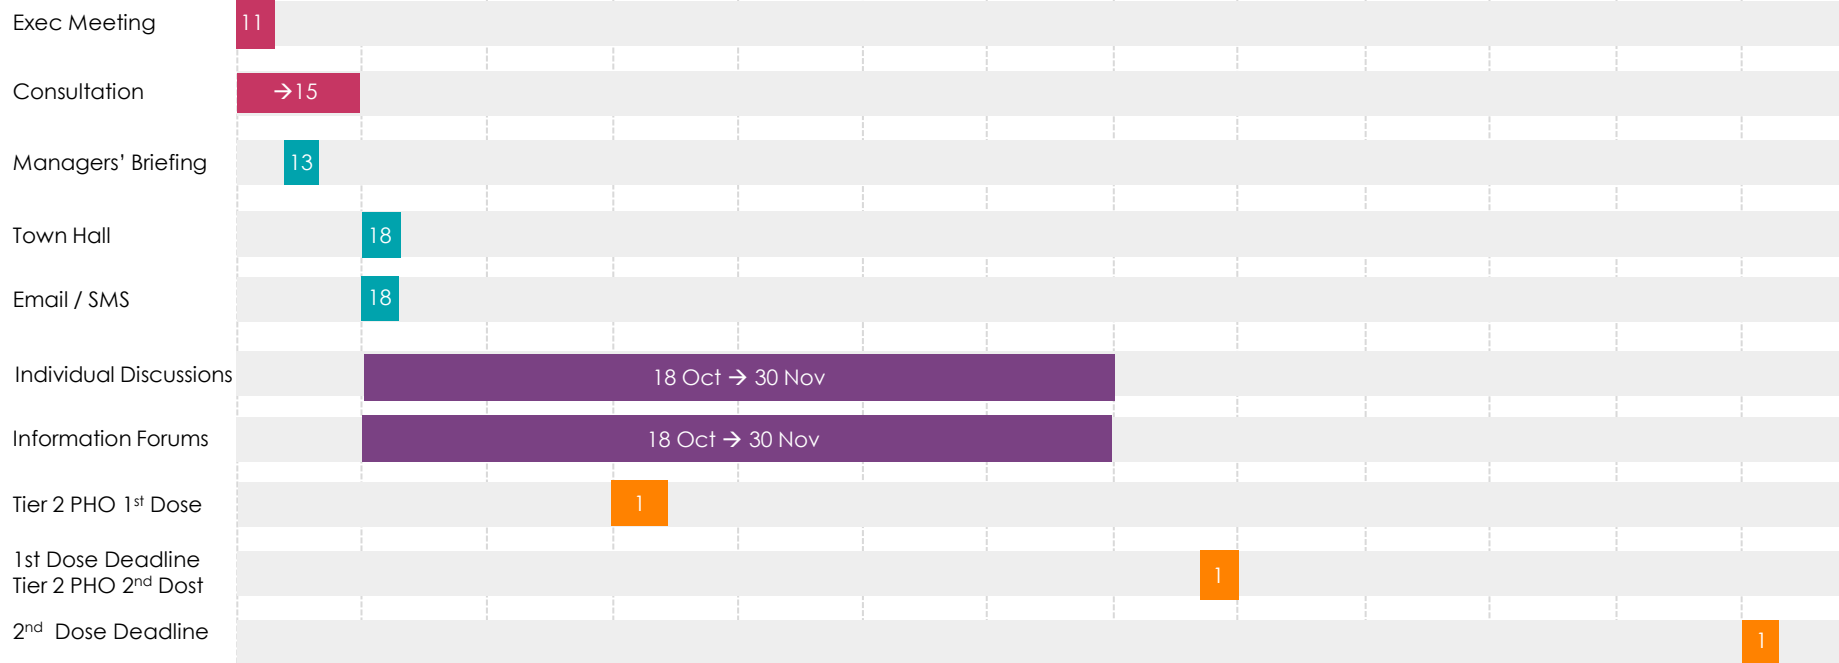 Exec Meeting 11
Consultation →15
Managers’ Briefing 13
Town Hall 18
Email / SMS 18
Individual Discussions 18 Oct → 30 Nov
Information Forums 18 Oct → 30 Nov
Tier 2 PHO 1st Dose 1
1st Dose Deadline
Tier 2 PHO 2nd Dost 1
2nd Dose Deadline 1